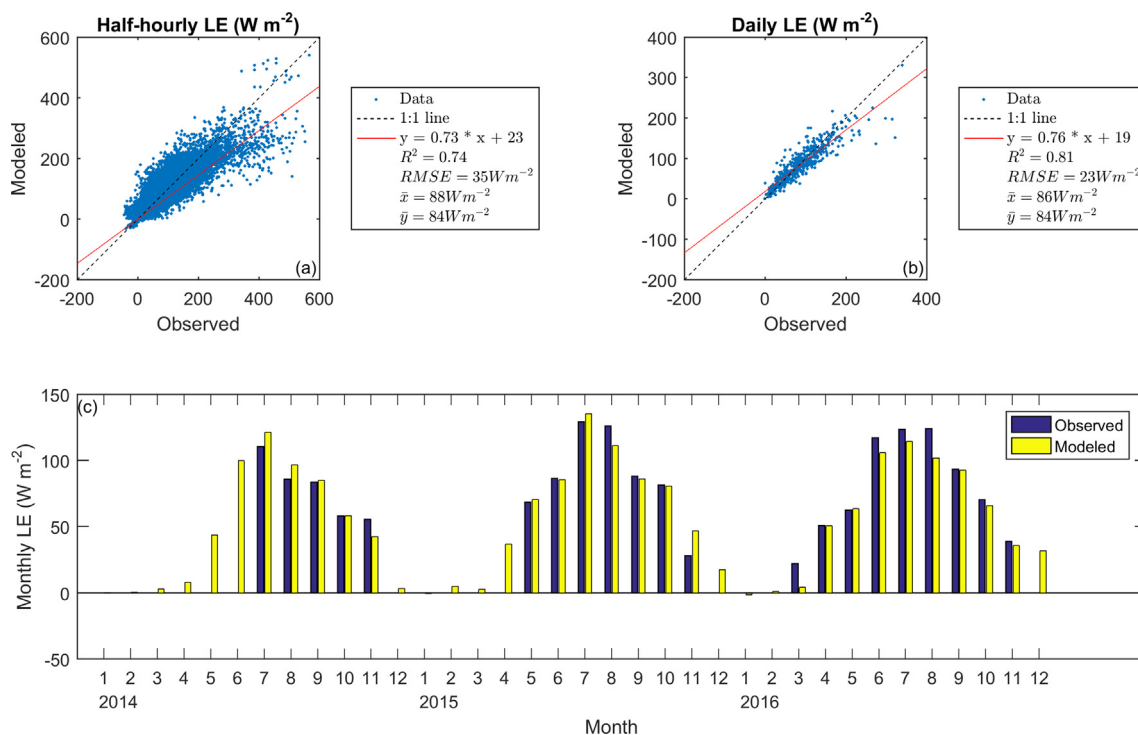 Half-hourly LE (W m⁻²)
600
400
200
0
-200
-200 0 200 400 600
Modeled
Observed
(a)
Data
1:1 line
y = 0.73 * x + 23
R² = 0.74
RMSE = 35Wm⁻²
x̄ = 88Wm⁻²
ȳ = 84Wm⁻²
Daily LE (W m⁻²)
400
300
200
100
0
-100
-200
-200 0 200 400
Modeled
Observed
(b)
Data
1:1 line
y = 0.76 * x + 19
R² = 0.81
RMSE = 23Wm⁻²
x̄ = 86Wm⁻²
ȳ = 84Wm⁻²
(c)
150
100
50
0
-50
Monthly LE (W m⁻²)
Observed
Modeled
1 2 3 4 5 6 7 8 9 10 11 12 1 2 3 4 5 6 7 8 9 10 11 12 1 2 3 4 5 6 7 8 9 10 11 12
2014 2015 2016
Month